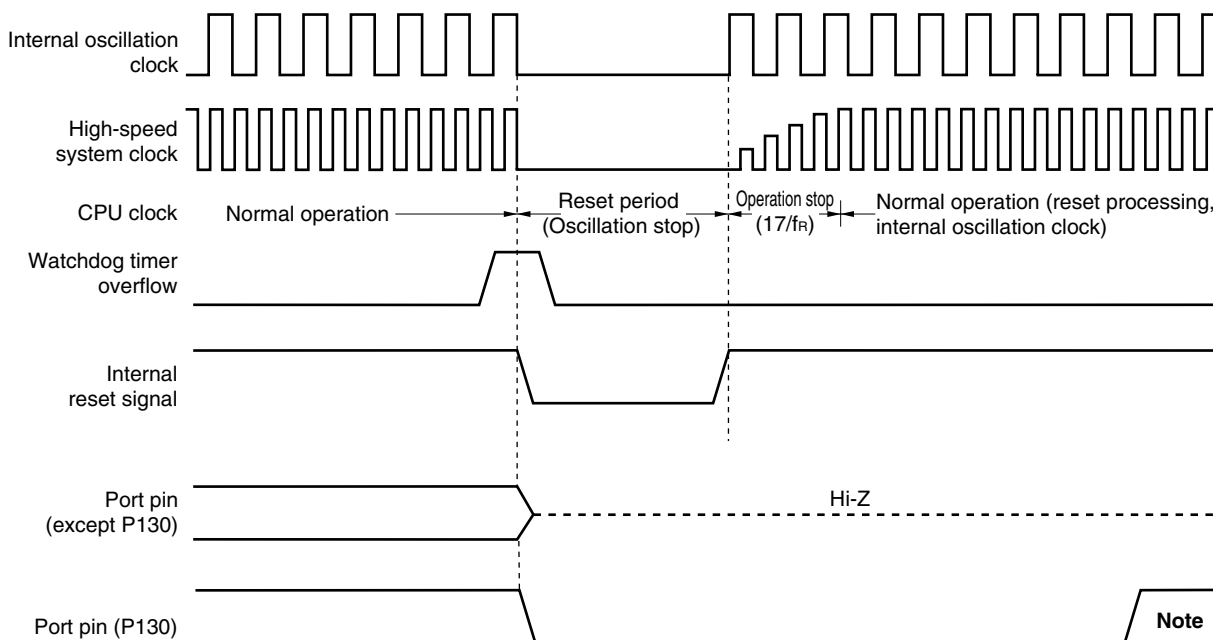 Internal oscillation
clock
High-speed
system clock
CPU clock
Normal operation
Reset period
(Oscillation stop)
Operation stop
(17/fR)
Normal operation (reset processing,
internal oscillation clock)
Watchdog timer
overflow
Internal
reset signal
Port pin
(except P130)
Hi-Z
Port pin (P130)
Note